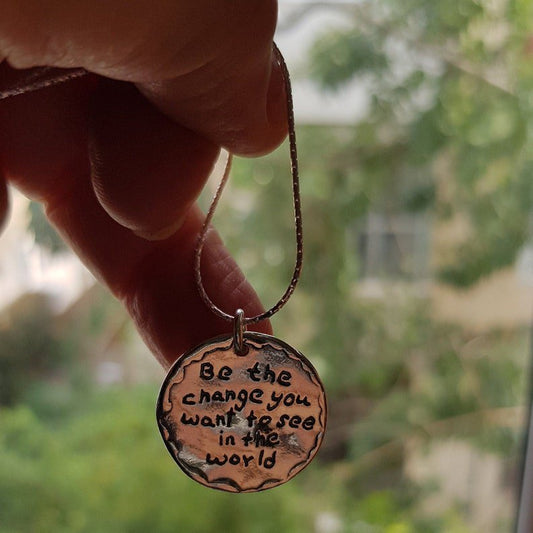 Be the
change you
want to see
in the
world